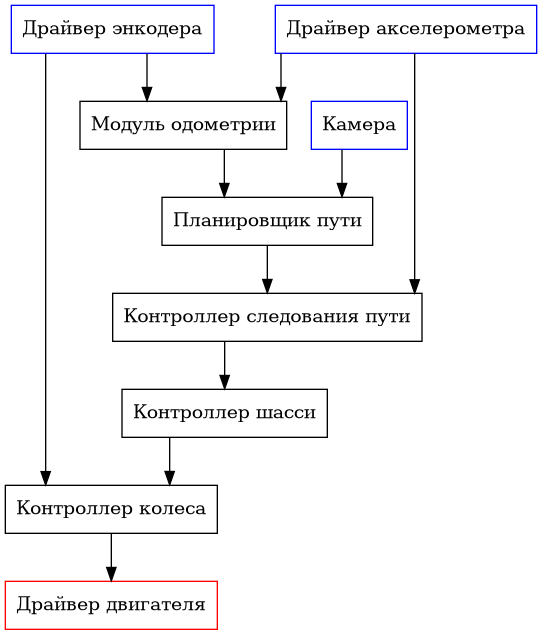 Драйвер энкодера
Драйвер акселерометра
Модуль одометрии
Камера
Планировщик пути
Контроллер следования пути
Контроллер шасси
Контроллер колеса
Драйвер двигателя